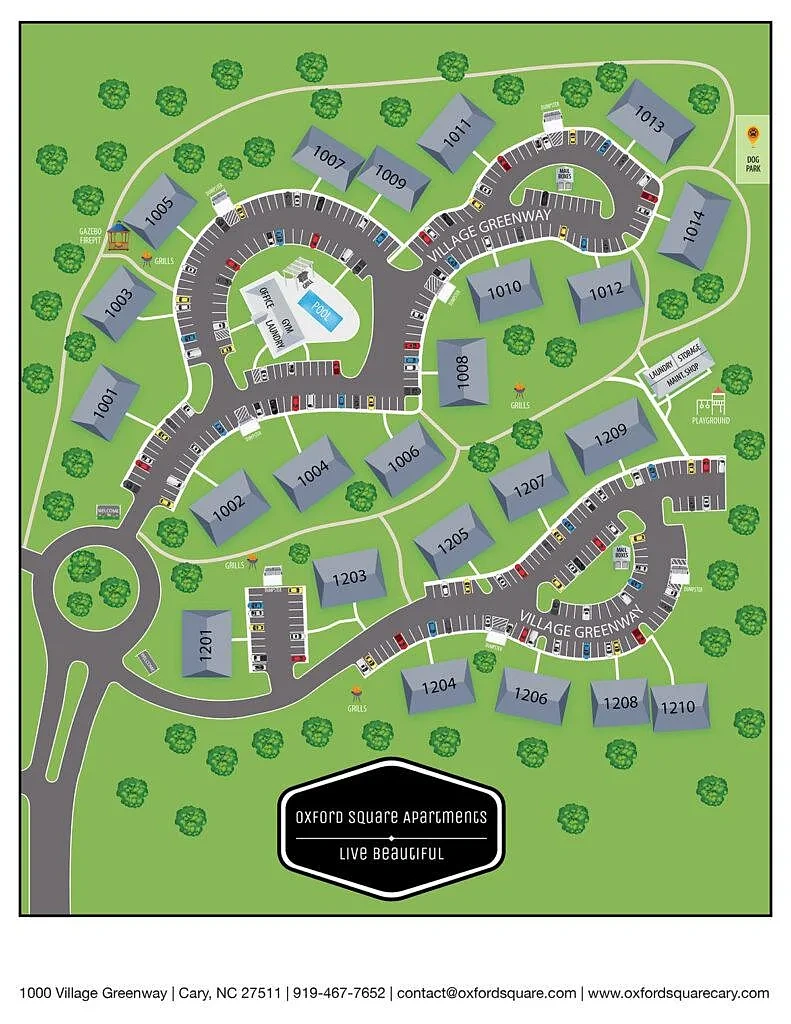 DUMPSTER
1013
1011
DOG
PARK
1007
MAIL
BOXES
1009
DUMPSTER
1005
VILLAGE GREENWAY
1014
GAZEBO
FIREPIT
GRILLS
GRILL
OFFICE
GYM
LAUNDRY
POOL
1010
1012
DUMPSTER
1003
1008
LAUNDRY
STORAGE
MAINT. SHOP
GRILLS
PLAYGROUND
1001
DUMPSTER
1209
1006
1004
1207
1002
WELCOME
1205
MAIL
BOXES
GRILLS
DUMPSTER
1203
DUMPSTER
VILLAGE GREENWAY
DUMPSTER
1201
WELCOME
1204
1206
1208
1210
GRILLS
OXFORD SQUARE APARTMENTS
LIVE BEAUTIFUL
1000 Village Greenway | Cary, NC 27511 | 919-467-7652 | contact@oxfordsquare.com | www.oxfordsquarecary.com